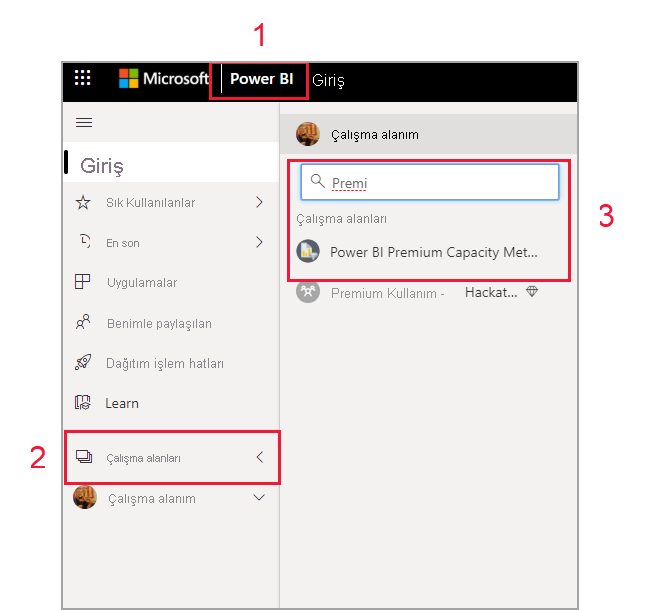 1
Microsoft Power BI Giriş
Giriş
Sık Kullanılanlar
En son
Uygulamalar
Benimle paylaşılan
Dağıtım işlem hatları
Learn
2
Çalışma alanları
Çalışma alanım
Çalışma alanım
Premi
3
Çalışma alanları
Power BI Premium Capacity Met...
Premium Kullanım - Hackat...